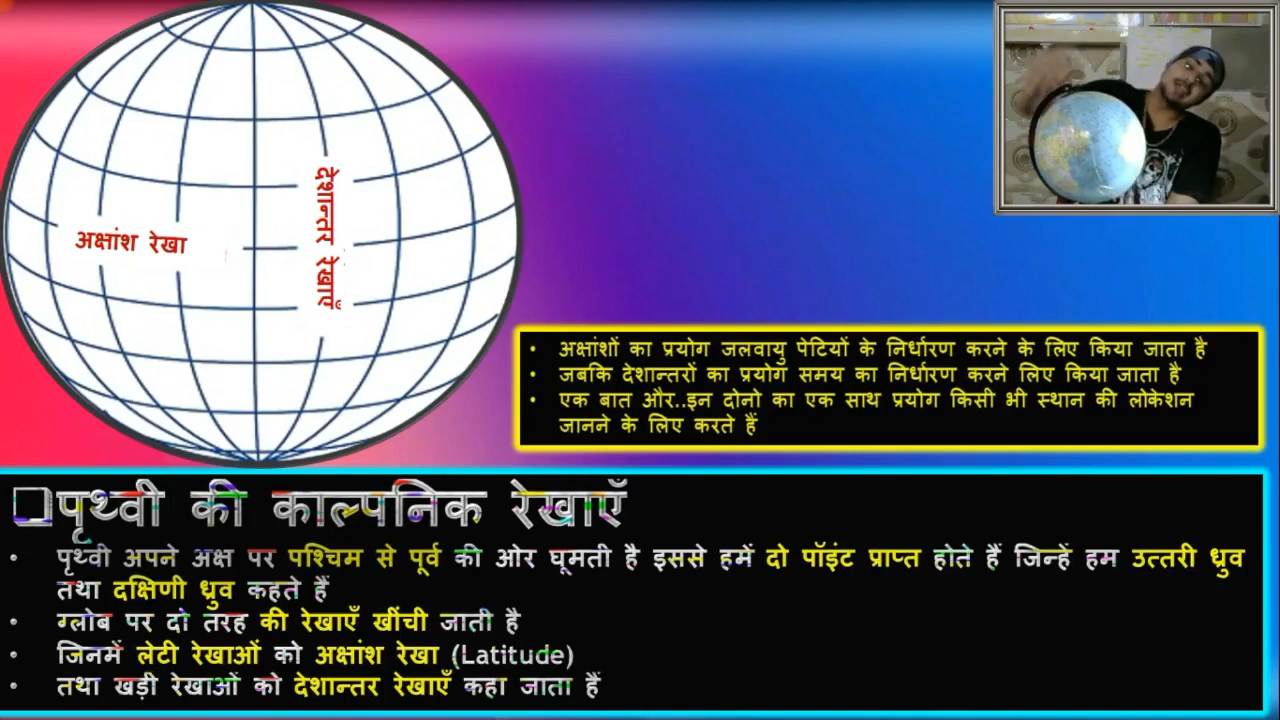 अक्षांश रेखा
देशान्तर रेखाएँ
• अक्षांशों का प्रयोग जलवायु पेटियों के निर्धारण करने के लिए किया जाता है
• जबकि देशान्तरों का प्रयोग समय का निर्धारण करने लिए किया जाता है
• एक बात और..इन दोनो का एक साथ प्रयोग किसी भी स्थान की लोकेशन
जानने के लिए करते हैं
❑पृथ्वी की काल्पनिक रेखाएँ
• पृथ्वी अपने अक्ष पर पश्चिम से पूर्व की ओर घूमती है इससे हमें दो पॉइंट प्राप्त होते हैं जिन्हें हम उत्तरी ध्रुव
तथा दक्षिणी ध्रुव कहते हैं
• ग्लोब पर दो तरह की रेखाएँ खींची जाती है
• जिनमें लेटी रेखाओं को अक्षांश रेखा (Latitude)
• तथा खड़ी रेखाओं को देशान्तर रेखाएँ कहा जाता हैं